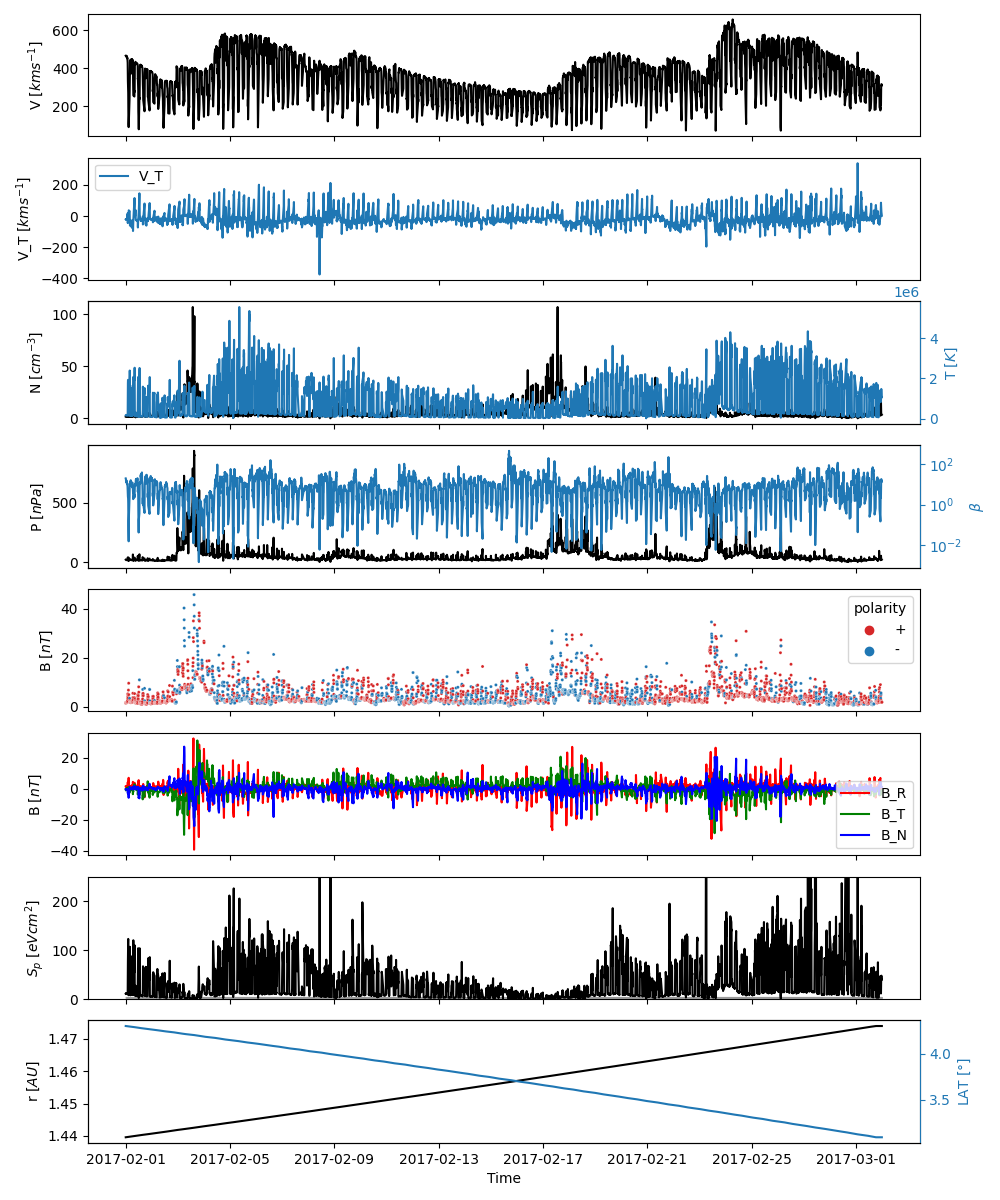 600
400
200
V [kms⁻¹]
V_T
200
0
−200
−400
V_T [kms⁻¹]
1e6
100
50
0
N [cm⁻³]
4
2
0
T [K]
500
0
P [nPa]
10²
10⁰
10⁻²
β
40
20
0
B [nT]
polarity
+
-
20
0
−20
−40
B [nT]
B_R
B_T
B_N
200
100
0
Sₚ [eVcm²]
1.47
1.46
1.45
1.44
r [AU]
4.0
3.5
LAT [°]
2017-02-01 2017-02-05 2017-02-09 2017-02-13 2017-02-17 2017-02-21 2017-02-25 2017-03-01
Time